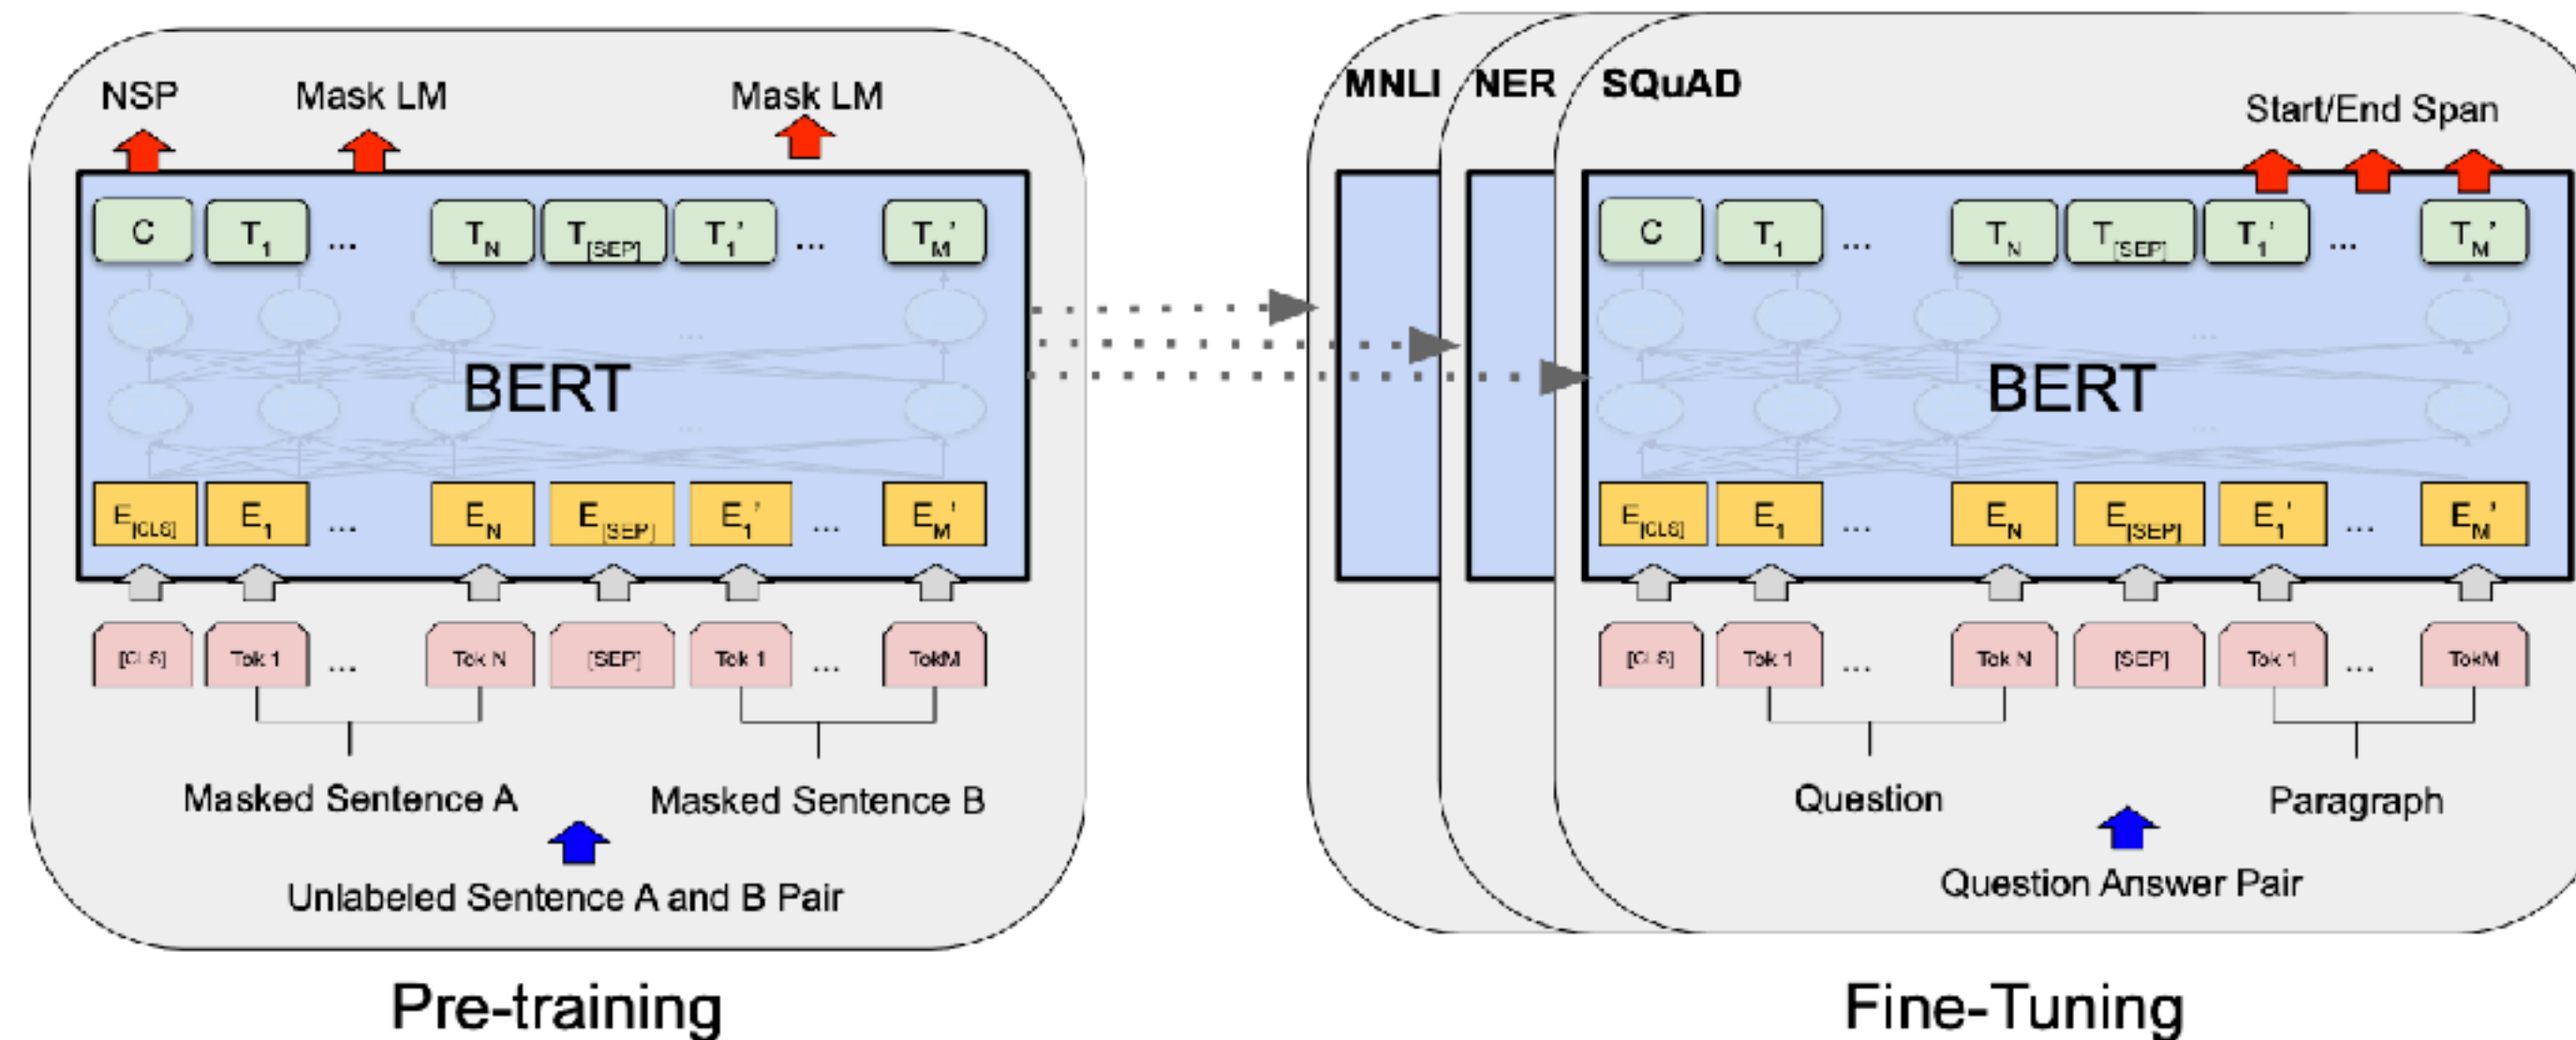 NSP Mask LM Mask LM
C T1 ... TN T[SEP] T1' ... TM'
BERT
E[CLS] E1 ... EN E[SEP] E1' ... EM'
[CLS] Tok 1 ... Tok N [SEP] Tok 1 ... TokM
Masked Sentence A Masked Sentence B
Unlabeled Sentence A and B Pair
Pre-training
MNLI NER SQuAD
Start/End Span
C T1 ... TN T[SEP] T1' ... TM'
BERT
E[CLS] E1 ... EN E[SEP] E1' ... EM'
[CLS] Tok 1 ... Tok N [SEP] Tok 1 ... TokM
Question Paragraph
Question Answer Pair
Fine-Tuning